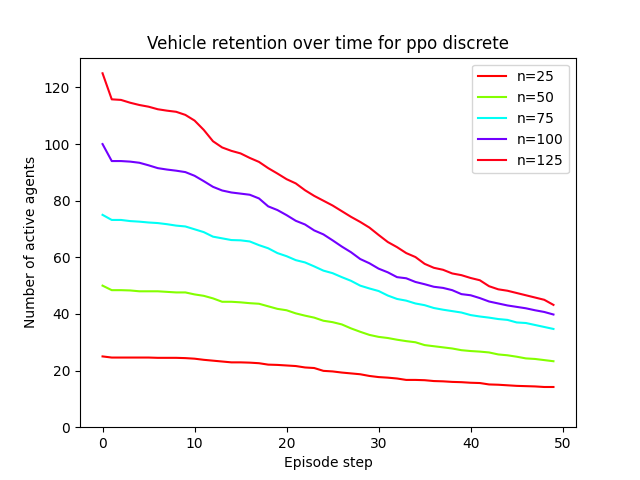 Vehicle retention over time for ppo discrete
Number of active agents
120
100
80
60
40
20
0
n=25
n=50
n=75
n=100
n=125
0 10 20 30 40 50
Episode step